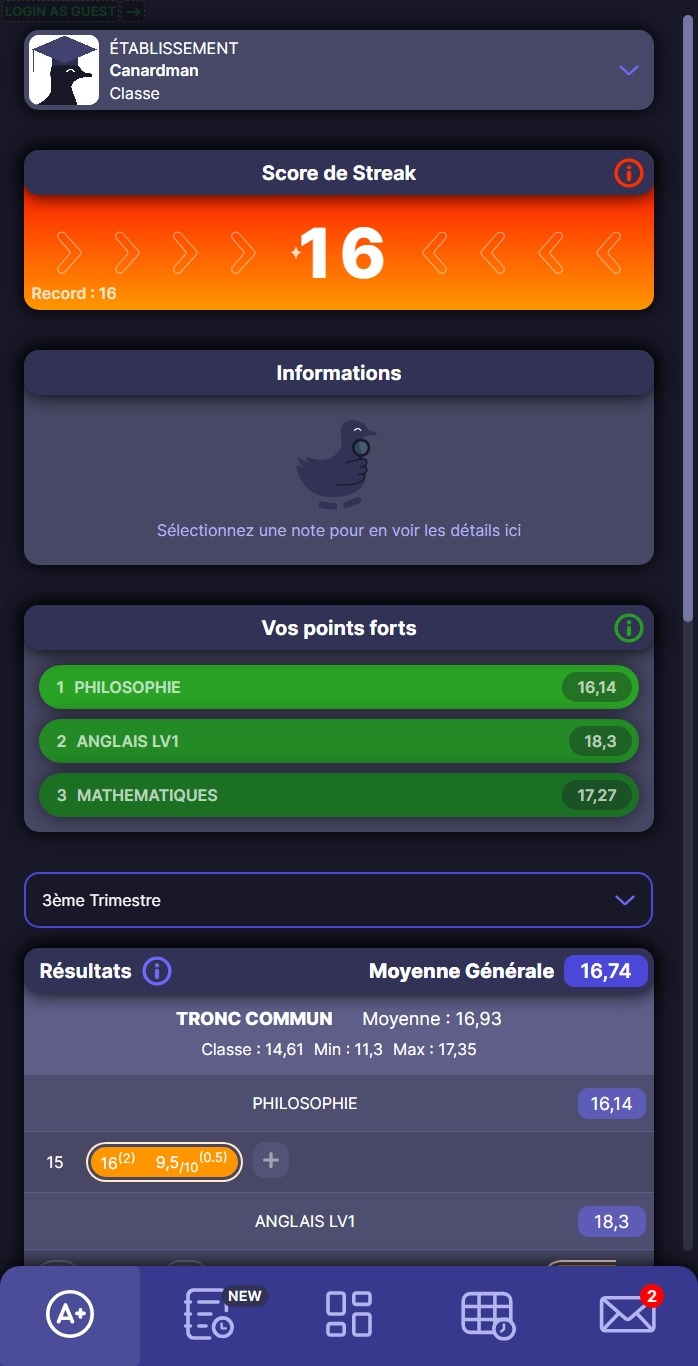 LOGIN AS GUEST →
ÉTABLISSEMENT
Canardman
Classe
Score de Streak
16
Record : 16
Informations
Sélectionnez une note pour en voir les détails ici
Vos points forts
1 PHILOSOPHIE 16,14
2 ANGLAIS LV1 18,3
3 MATHEMATIQUES 17,27
3ème Trimestre
Résultats Moyenne Générale 16,74
TRONC COMMUN Moyenne : 16,93
Classe : 14,61 Min : 11,3 Max : 17,35
PHILOSOPHIE 16,14
15 16(2) 9,5/10(0.5) +
ANGLAIS LV1 18,3
A+ NEW 2